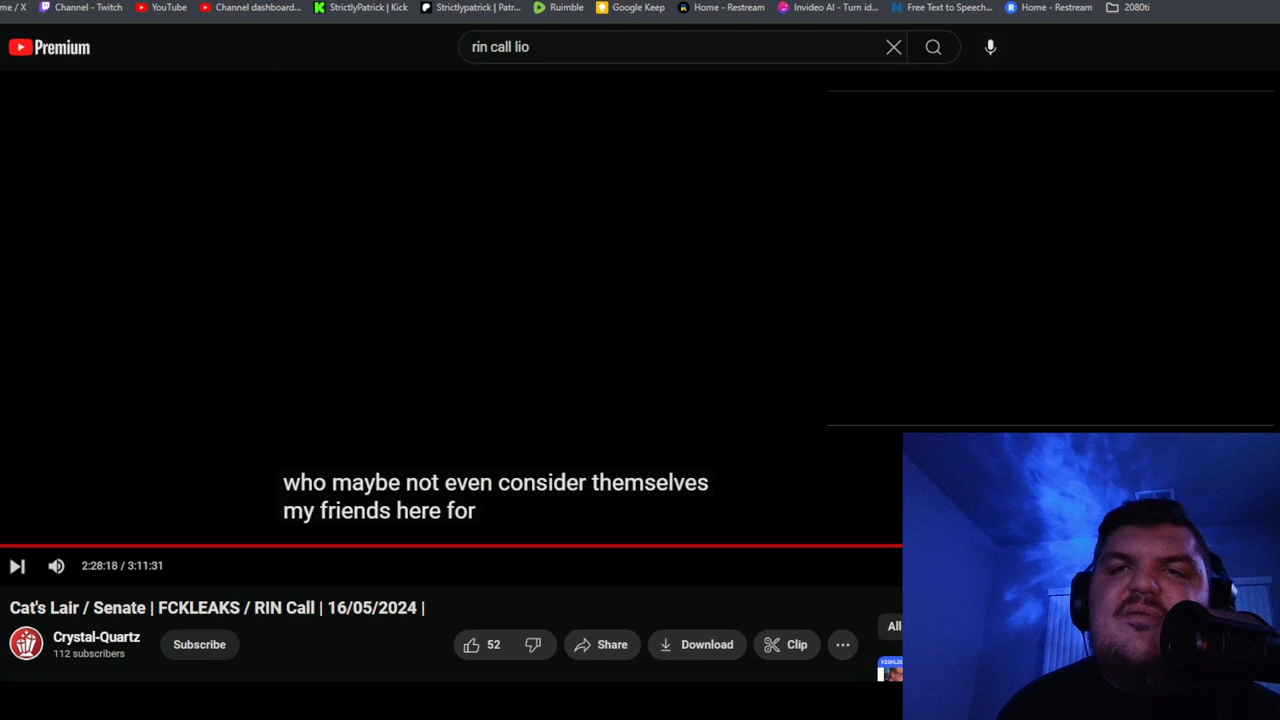 me / X
Channel - Twitch
YouTube
Channel dashboard...
StrictlyPatrick | Kick
Strictlypatrick | Patr...
Rumible
Google Keep
Home - Restream
Invideo AI - Turn id...
Free Text to Speech...
Home - Restream
2080ti
Premium
rin call lio
who maybe not even consider themselves
my friends here for
2:28:18 / 3:11:31
Cat's Lair / Senate | FCKLEAKS / RIN Call | 16/05/2024 |
Crystal-Quartz
112 subscribers
Subscribe
52
Share
Download
Clip
All